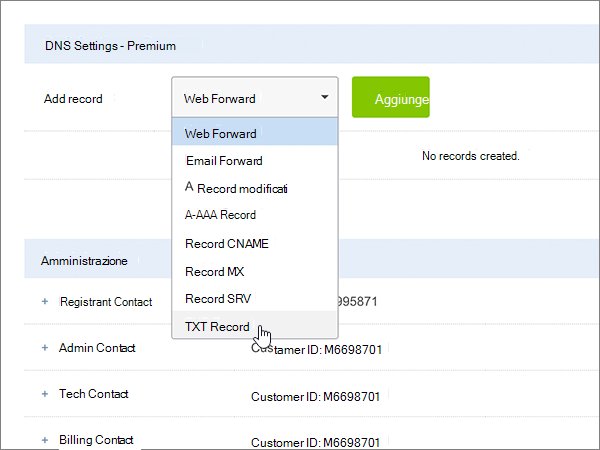 DNS Settings - Premium
Add record
Web Forward
Aggiunge
Web Forward
Email Forward
A Record modificati
A-AAA Record
Record CNAME
Record MX
Record SRV
TXT Record
No records created.
Amministrazione
+ Registrant Contact
995871
+ Admin Contact
Customer ID: M6698701
+ Tech Contact
Customer ID: M6698701
+ Billing Contact
Customer ID: M6698701